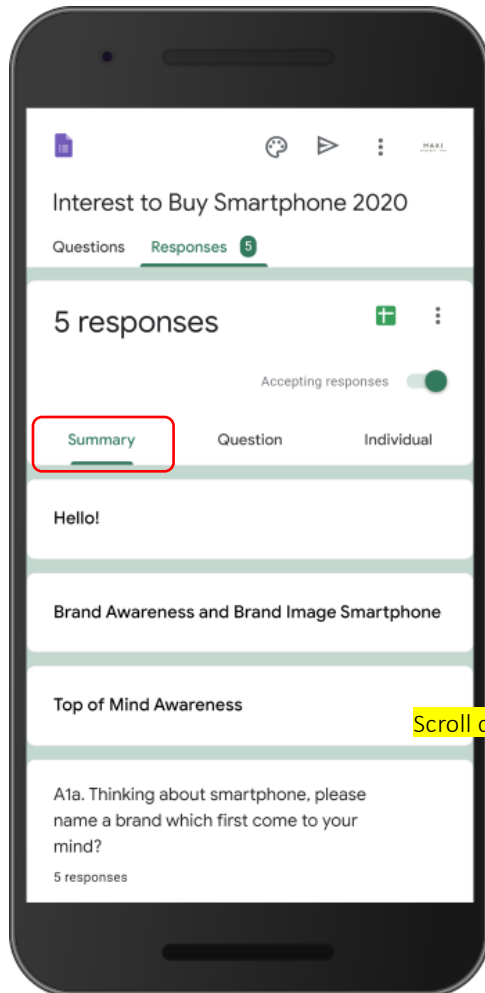 MAXI
Interest to Buy Smartphone 2020
Questions Responses 5
5 responses
Accepting responses
Summary Question Individual
Hello!
Brand Awareness and Brand Image Smartphone
Top of Mind Awareness
Scroll
A1a. Thinking about smartphone, please
name a brand which first come to your
mind?
5 responses